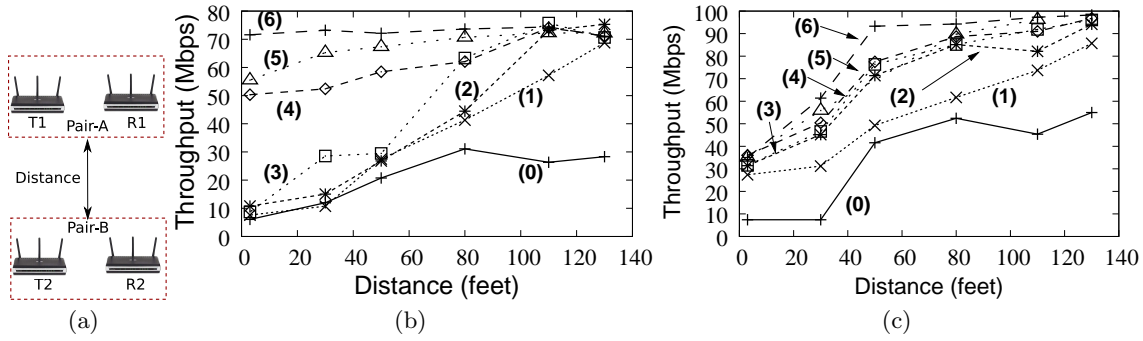 T1
R1
Pair-A
Distance
Pair-B
T2
R2
(a)
Throughput (Mbps)
80
70
60
50
40
30
20
10
0
(6)
(5)
(4)
(3)
(2)
(1)
(0)
0 20 40 60 80 100 120 140
Distance (feet)
(b)
Throughput (Mbps)
100
90
80
70
60
50
40
30
20
10
0
(6)
(5)
(4)
(3)
(2)
(1)
(0)
0 20 40 60 80 100 120 140
Distance (feet)
(c)